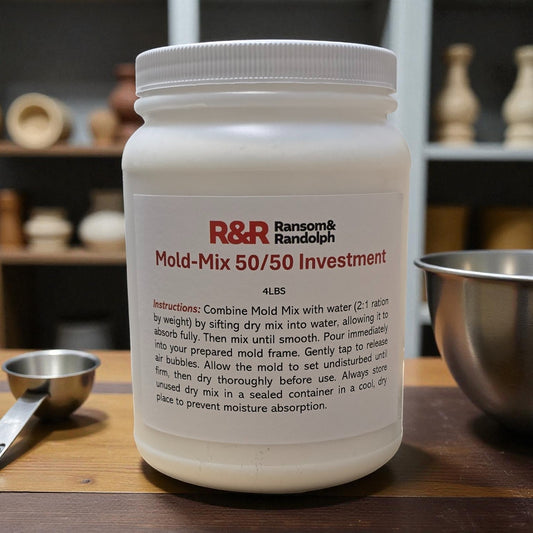 R&R Ransom&
Randolph
Mold-Mix 50/50 Investment
4LBS
Instructions: Combine Mold Mix with water (2:1 ration
by weight) by sifting dry mix into water, allowing it to
absorb fully. Then mix until smooth. Pour immediately
into your prepared mold frame. Gently tap to release
air bubbles. Allow the mold to set undisturbed until
firm, then dry thoroughly before use. Always store
unused dry mix in a sealed container in a cool, dry
place to prevent moisture absorption.